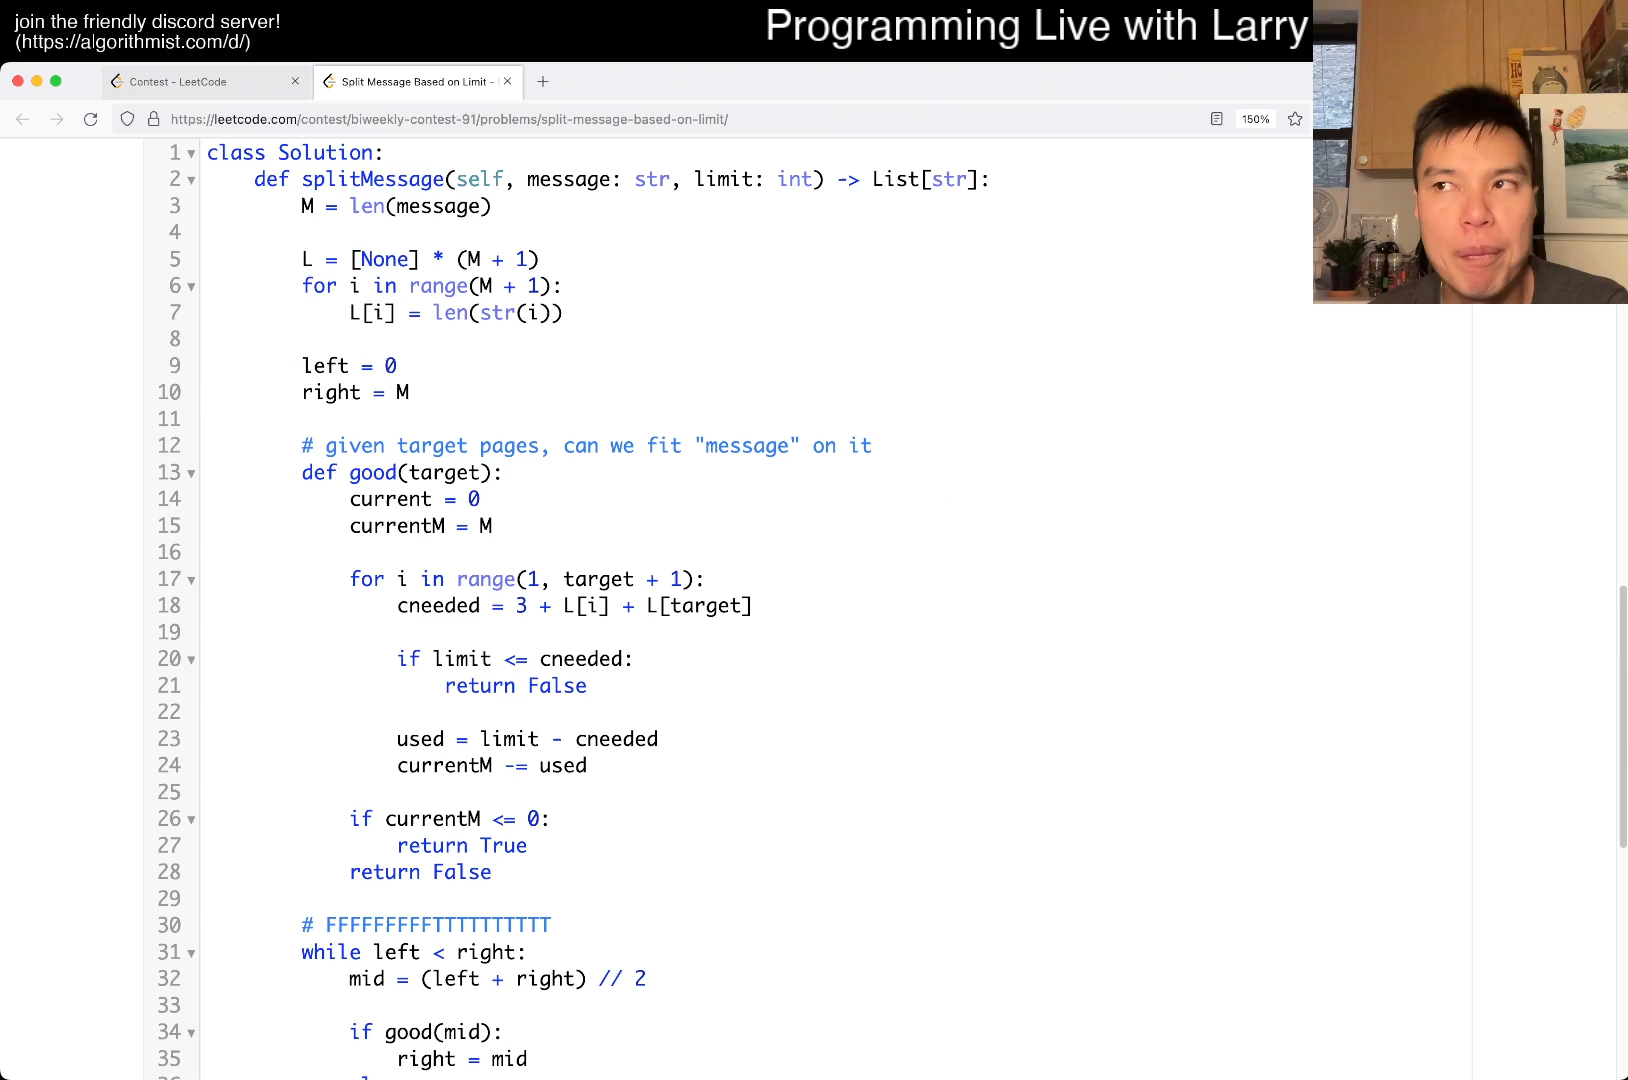 join the friendly discord server!
(https://algorithmist.com/d/)
Programming Live with Larry
Contest - LeetCode
Split Message Based on Limit -
https://leetcode.com/contest/biweekly-contest-91/problems/split-message-based-on-limit/
150%
1 class Solution:
2 def splitMessage(self, message: str, limit: int) -> List[str]:
3 M = len(message)
4
5 L = [None] * (M + 1)
6 for i in range(M + 1):
7 L[i] = len(str(i))
8
9 left = 0
10 right = M
11
12 # given target pages, can we fit "message" on it
13 def good(target):
14 current = 0
15 currentM = M
16
17 for i in range(1, target + 1):
18 cneeded = 3 + L[i] + L[target]
19
20 if limit <= cneeded:
21 return False
22
23 used = limit - cneeded
24 currentM -= used
25
26 if currentM <= 0:
27 return True
28 return False
29
30 # FFFFFFFFFTTTTTTTTTT
31 while left < right:
32 mid = (left + right) // 2
33
34 if good(mid):
35 right = mid